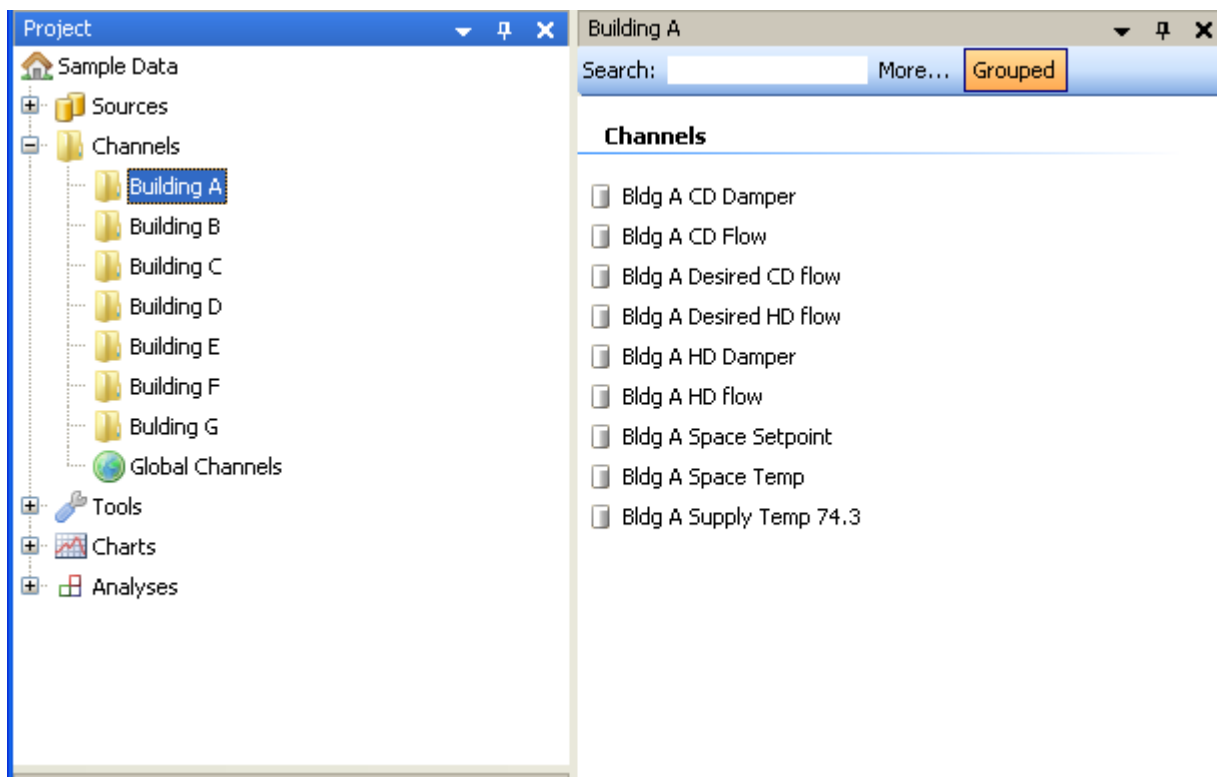 Project
Sample Data
Sources
Channels
Building A
Building B
Building C
Building D
Building E
Building F
Bulding G
Global Channels
Tools
Charts
Analyses
Building A
Search: More... Grouped
Channels
Bldg A CD Damper
Bldg A CD Flow
Bldg A Desired CD flow
Bldg A Desired HD flow
Bldg A HD Damper
Bldg A HD flow
Bldg A Space Setpoint
Bldg A Space Temp
Bldg A Supply Temp 74.3